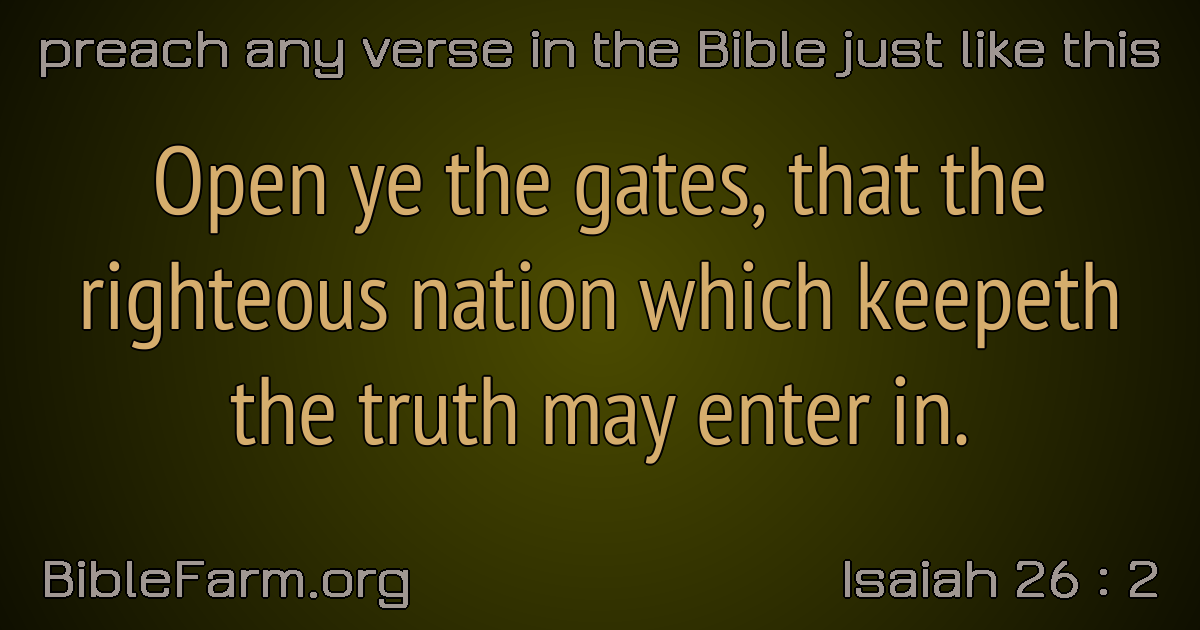 preach any verse in the Bible just like this
Open ye the gates, that the
righteous nation which keepeth
the truth may enter in.
BibleFarm.org
Isaiah 26 : 2